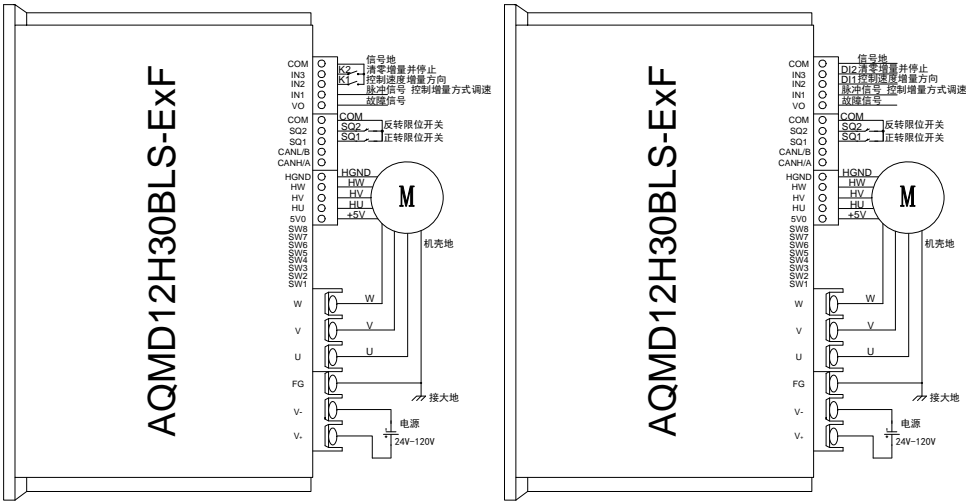 AQMD12H30BLS-ExF
COM 信号地
IN3 K2 清零增量并停止
IN2 K1 控制速度增量方向
IN1 脉冲信号 控制增量方式调速
VO 故障信号
COM COM
SQ2 SQ2 反转限位开关
SQ1 SQ1 正转限位开关
CANL/B
CANH/A
HGND HGND
HW HW
HV HV
HU HU
5V0 +5V
M
机壳地
SW8
SW7
SW6
SW5
SW4
SW3
SW2
SW1
W W
V V
U U
FG 接大地
V- 电源
V+ 24V-120V
AQMD12H30BLS-ExF
COM 信号地
IN3 DI2 清零增量并停止
IN2 DI1 控制速度增量方向
IN1 脉冲信号 控制增量方式调速
VO 故障信号
COM COM
SQ2 SQ2 反转限位开关
SQ1 SQ1 正转限位开关
CANL/B
CANH/A
HGND HGND
HW HW
HV HV
HU HU
5V0 +5V
M
机壳地
SW8
SW7
SW6
SW5
SW4
SW3
SW2
SW1
W W
V V
U U
FG 接大地
V- 电源
V+ 24V-120V